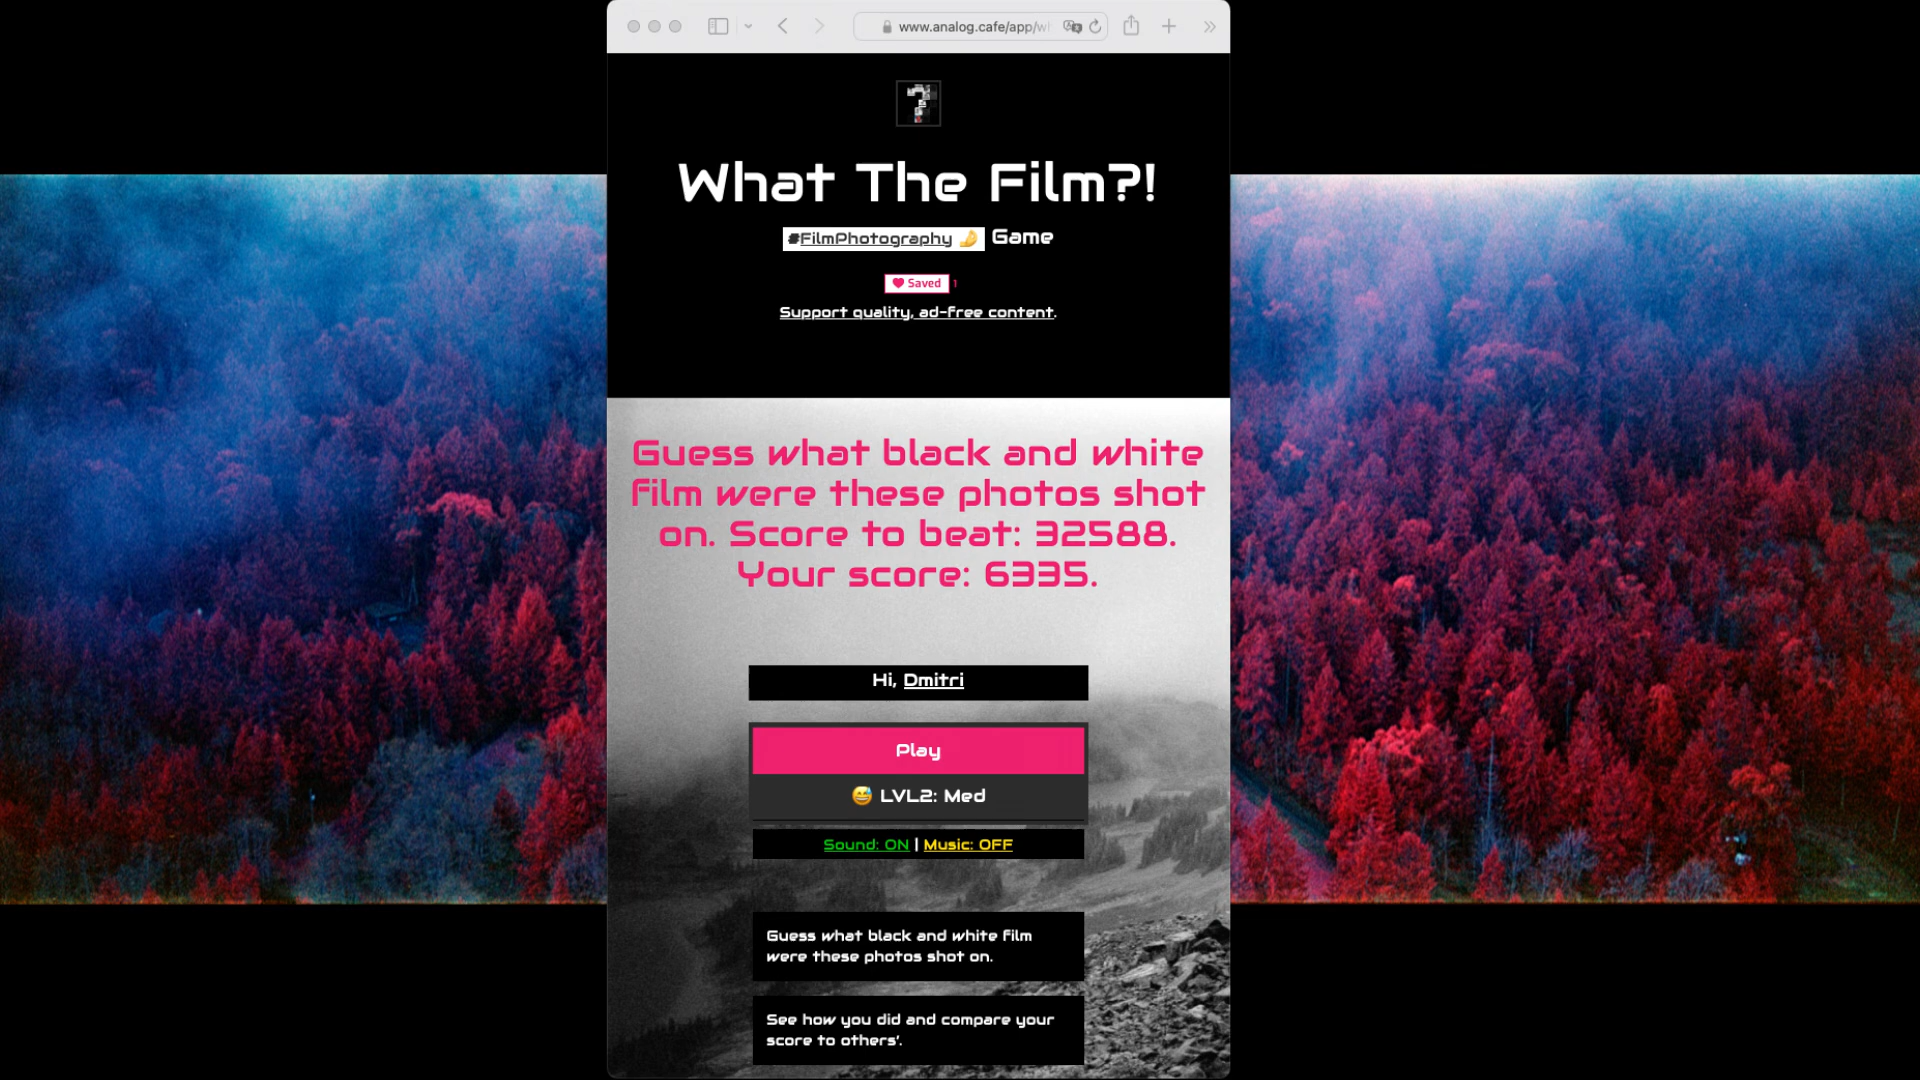 www.analog.cafe/app/w
What The Film?!
#FilmPhotography 🤌 Game
Saved 1
Support quality, ad-free content.
Guess what black and white
film were these photos shot
on. Score to beat: 32588.
Your score: 6335.
Hi, Dmitri
Play
😅 LVL2: Med
Sound: ON | Music: OFF
Guess what black and white film
were these photos shot on.
See how you did and compare your
score to others'.